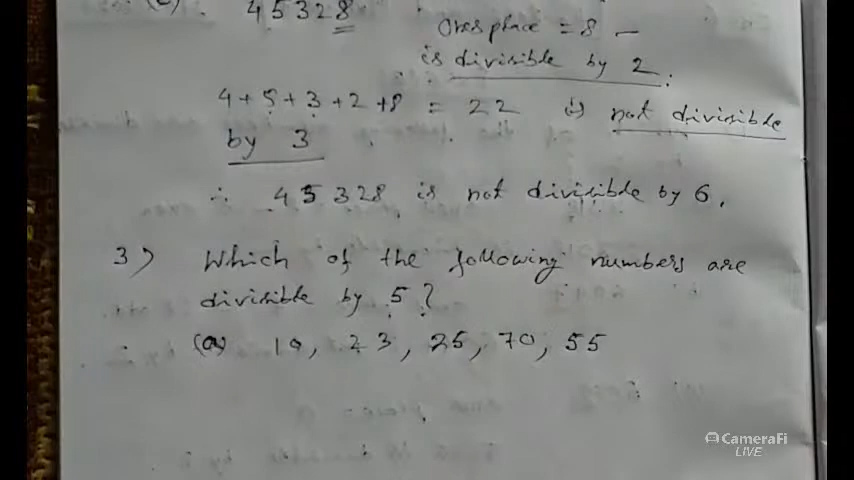 (c) 45328
Ones place = 8 –
is divisible by 2.
4+5+3+2+8 = 22 is not divisible
by 3
∴ 45328 is not divisible by 6.
3) Which of the following numbers are
divisible by 5?
(a) 10, 23, 25, 70, 55
CameraFi
LIVE